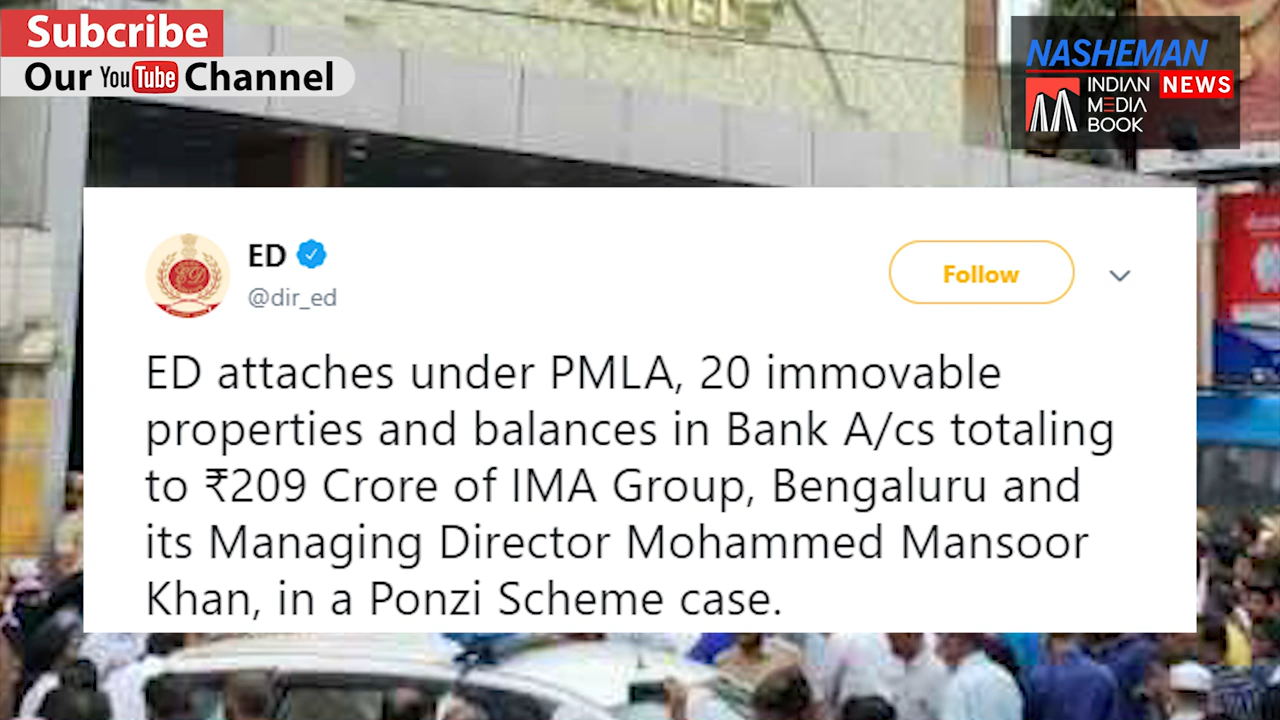 Subcribe
Our YouTube Channel
NASHEMAN
NEWS
INDIAN
MEDIA
BOOK
ED
@dir_ed
Follow
ED attaches under PMLA, 20 immovable
properties and balances in Bank A/cs totaling
to ₹209 Crore of IMA Group, Bengaluru and
its Managing Director Mohammed Mansoor
Khan, in a Ponzi Scheme case.